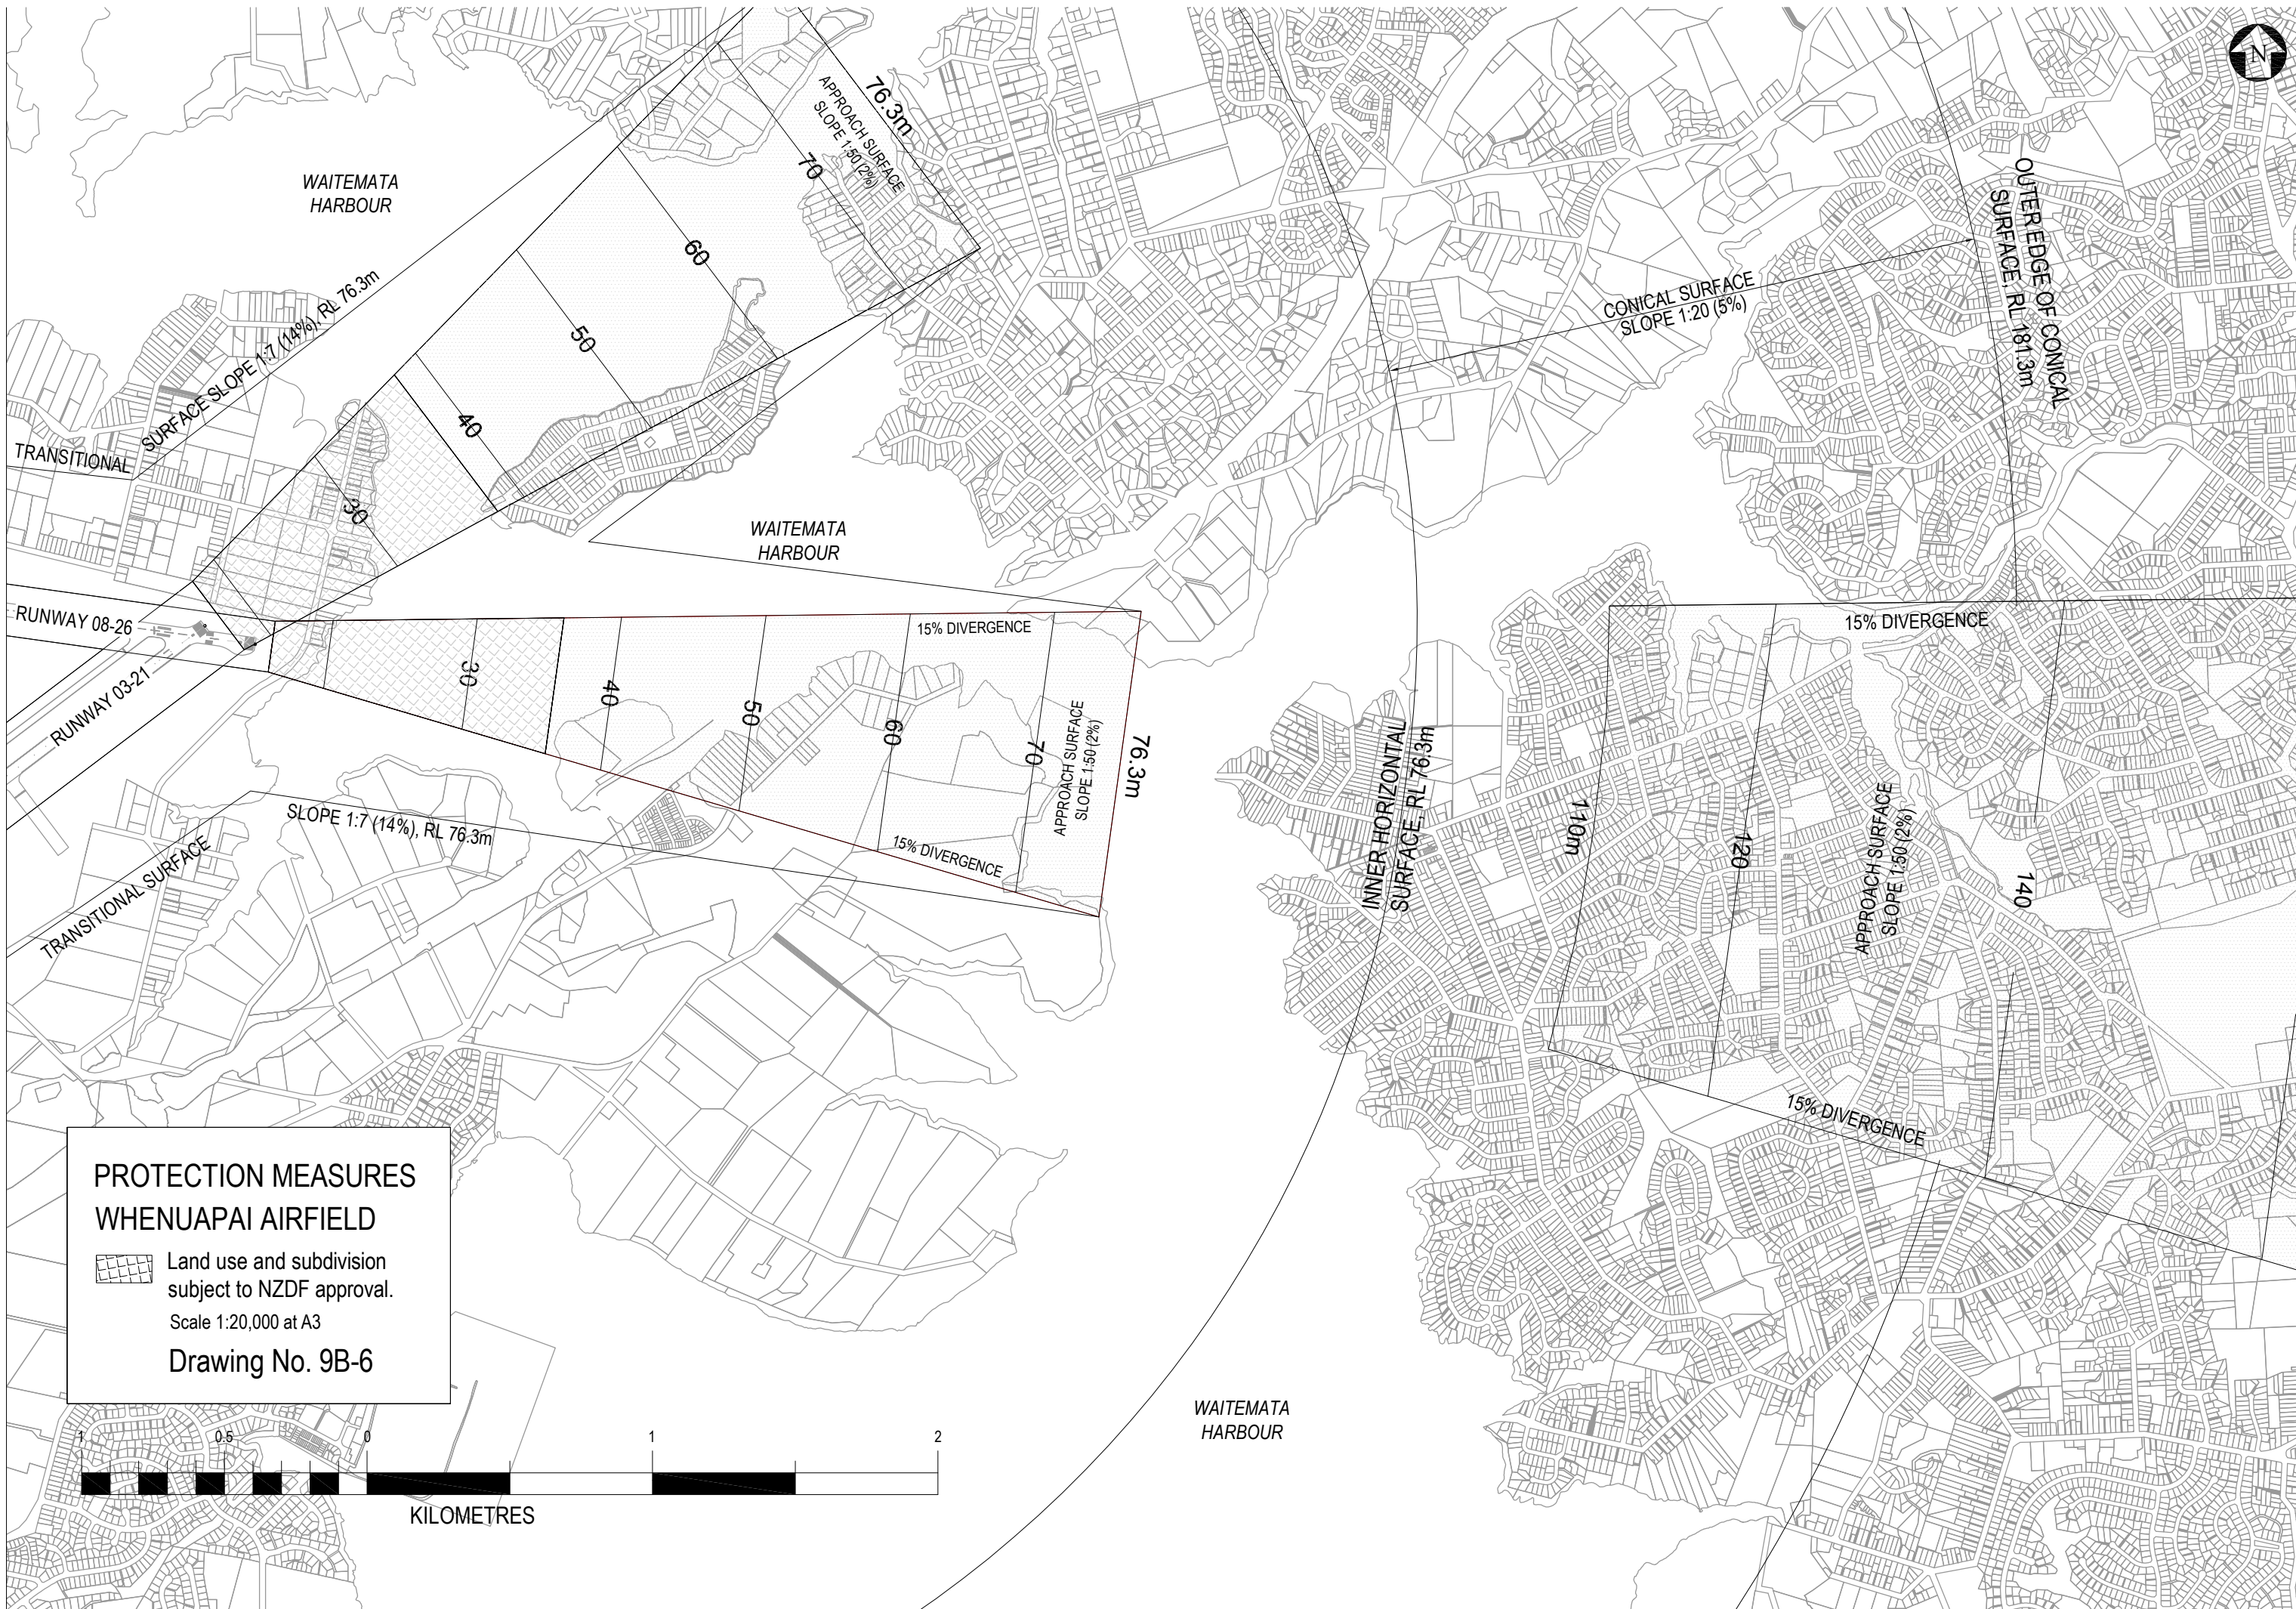 N
76.3m
APPROACH SURFACE
SLOPE 1:50 (2%)
70
60
50
40
30
WAITEMATA
HARBOUR
SURFACE SLOPE 1:7 (14%), RL 76.3m
TRANSITIONAL
OUTER EDGE OF CONICAL
SURFACE, RL 181.3m
CONICAL SURFACE
SLOPE 1:20 (5%)
WAITEMATA
HARBOUR
RUNWAY 08-26
RUNWAY 03-21
15% DIVERGENCE
30
40
50
60
70
APPROACH SURFACE
SLOPE 1:50 (2%)
76.3m
15% DIVERGENCE
SLOPE 1:7 (14%), RL 76.3m
TRANSITIONAL SURFACE
INNER HORIZONTAL
SURFACE, RL 76.3m
15% DIVERGENCE
110m
120
APPROACH SURFACE
SLOPE 1:50 (2%)
140
15% DIVERGENCE
PROTECTION MEASURES
WHENUAPAI AIRFIELD
Land use and subdivision
subject to NZDF approval.
Scale 1:20,000 at A3
Drawing No. 9B-6
WAITEMATA
HARBOUR
1 0.5 0 1 2
KILOMETRES